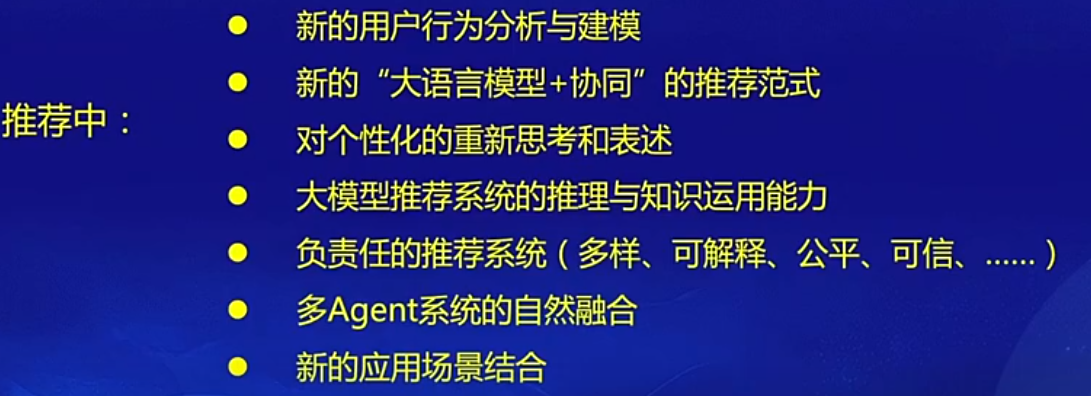 新的用户行为分析与建模
新的“大语言模型+协同”的推荐范式
推荐中：
对个性化的重新思考和表述
大模型推荐系统的推理与知识运用能力
负责任的推荐系统（多样、可解释、公平、可信、……）
多Agent系统的自然融合
新的应用场景结合